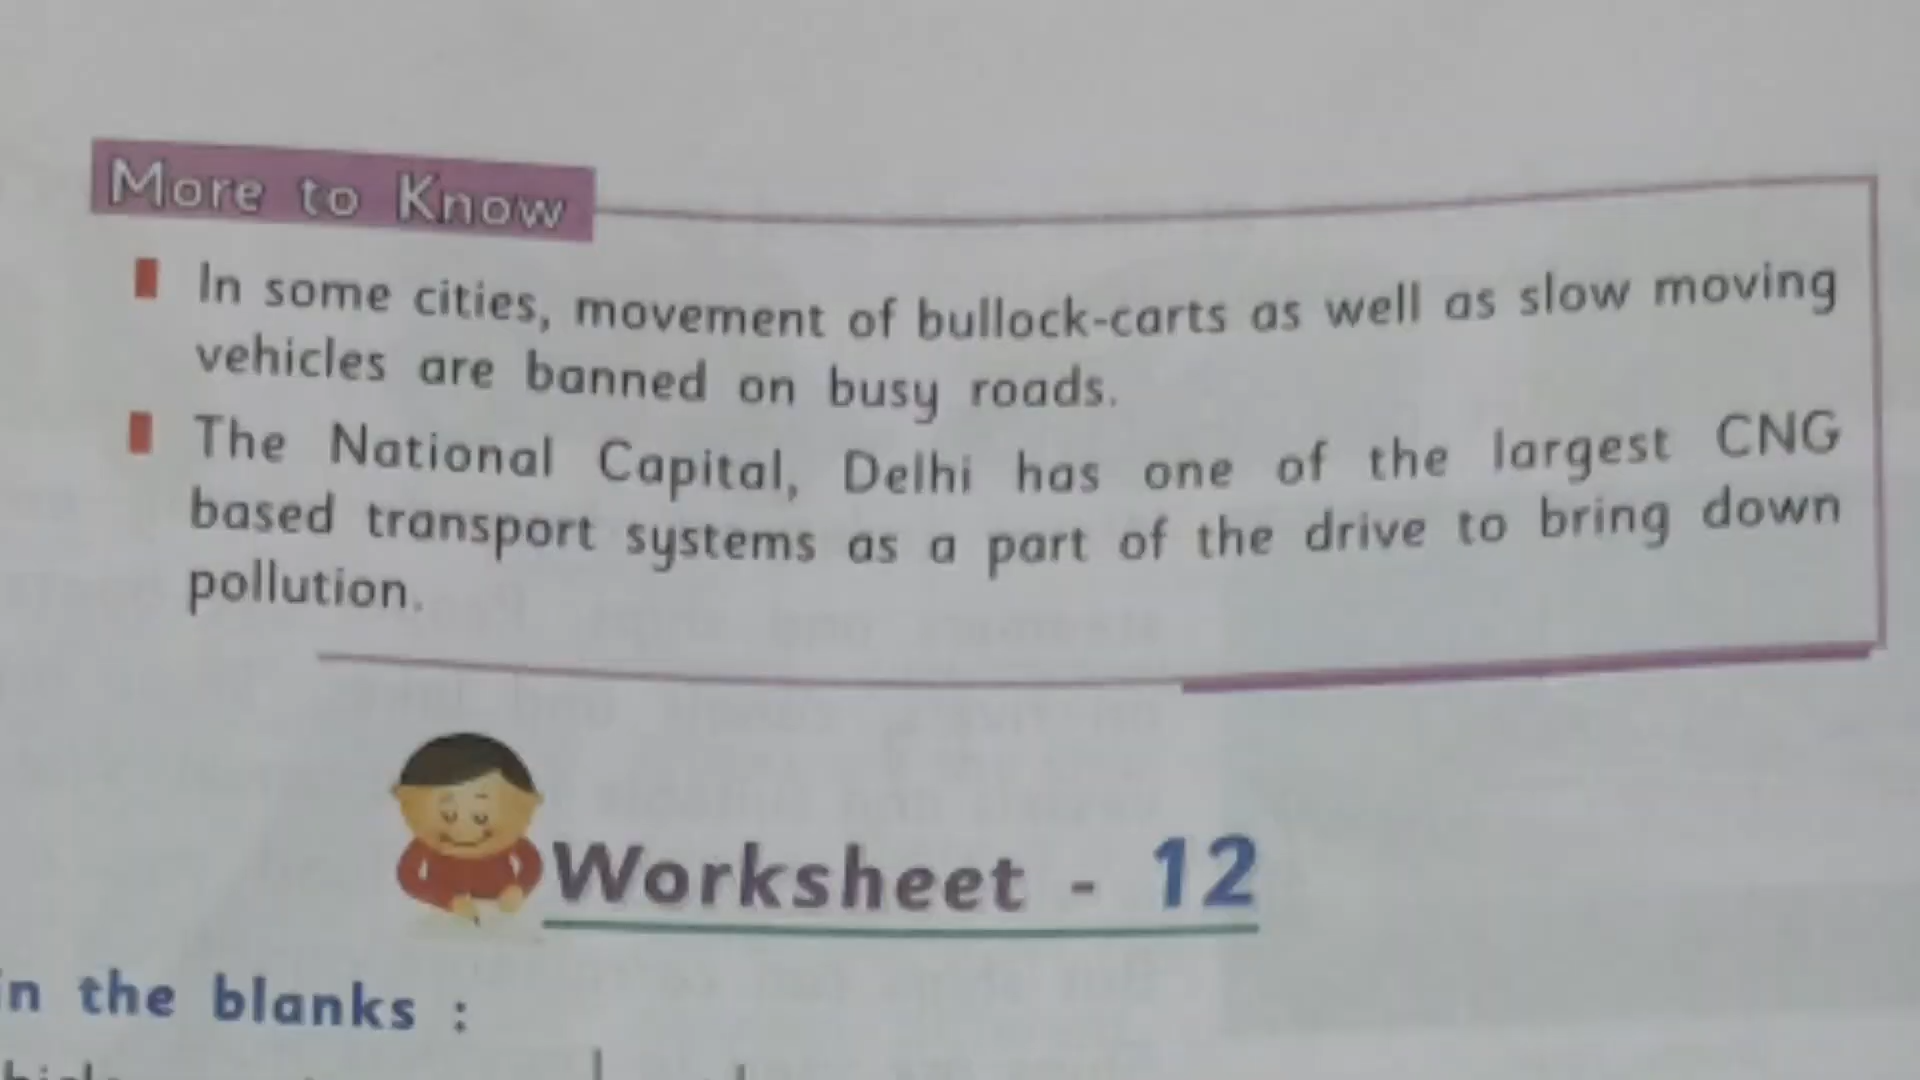 More to Know
In some cities, movement of bullock-carts as well as slow moving
vehicles are banned on busy roads.
The National Capital, Delhi has one of the largest CNG
based transport systems as a part of the drive to bring down
pollution.
Worksheet - 12
in the blanks :